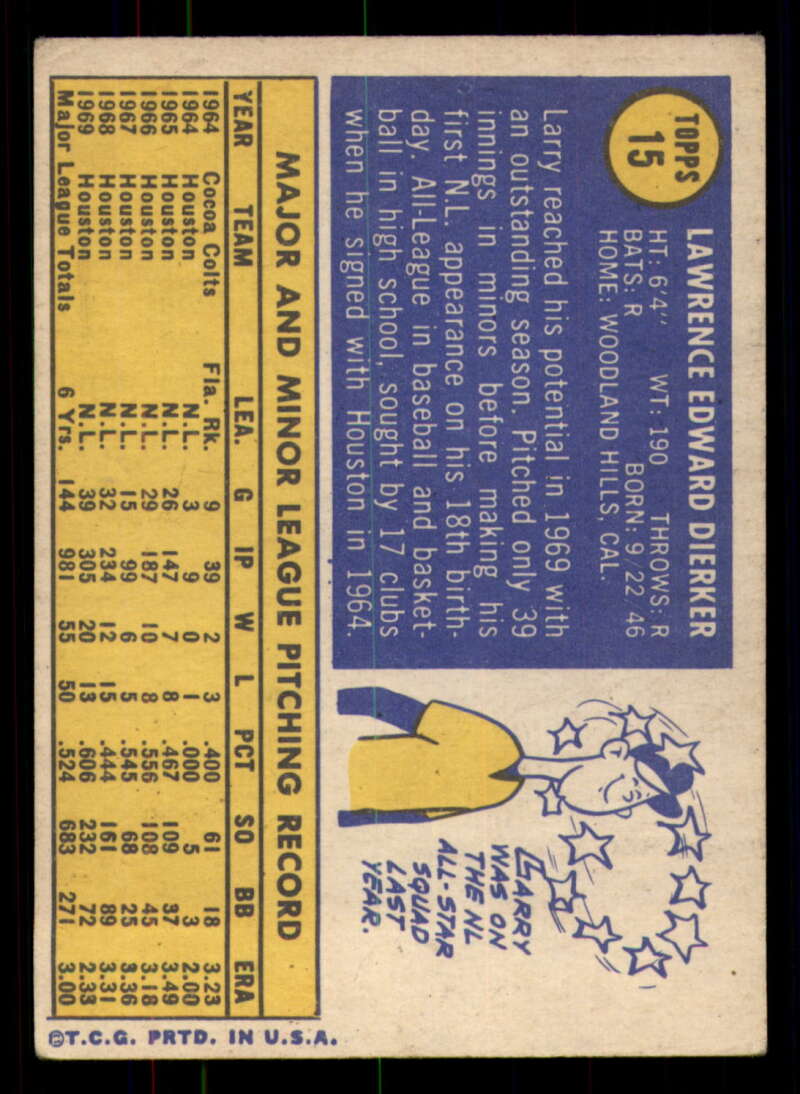 TOPPS
15
LAWRENCE EDWARD DIERKER
HT: 6'4" WT: 190 THROWS: R
BATS: R BORN: 9/22/46
HOME: WOODLAND HILLS, CAL.
Larry reached his potential in 1969 with
an outstanding season. Pitched only 39
innings in minors before making his
first N.L. appearance on his 18th birth-
day. All-League in baseball and basket-
ball in high school, sought by 17 clubs
when he signed with Houston in 1964.
LARRY
WAS ON
THE NL
ALL-STAR
SQUAD
LAST
YEAR.
MAJOR AND MINOR LEAGUE PITCHING RECORD
YEAR TEAM LEA. G IP W L PCT SO BB ERA
1964 Cocoa Colts Fla. Rk. 9 39 2 3 .400 61 18 3.23
1964 Houston N.L. 3 9 0 1 .000 5 3 2.00
1965 Houston N.L. 26 147 7 8 .467 109 37 3.49
1966 Houston N.L. 29 187 10 8 .556 108 45 3.18
1967 Houston N.L. 15 99 6 5 .545 68 25 3.36
1968 Houston N.L. 32 234 12 15 .444 161 89 3.31
1969 Houston N.L. 39 305 20 13 .606 232 72 2.33
Major League Totals 6 Yrs. 144 981 55 50 .524 683 271 3.00
©T.C.G. PRTD. IN U.S.A.